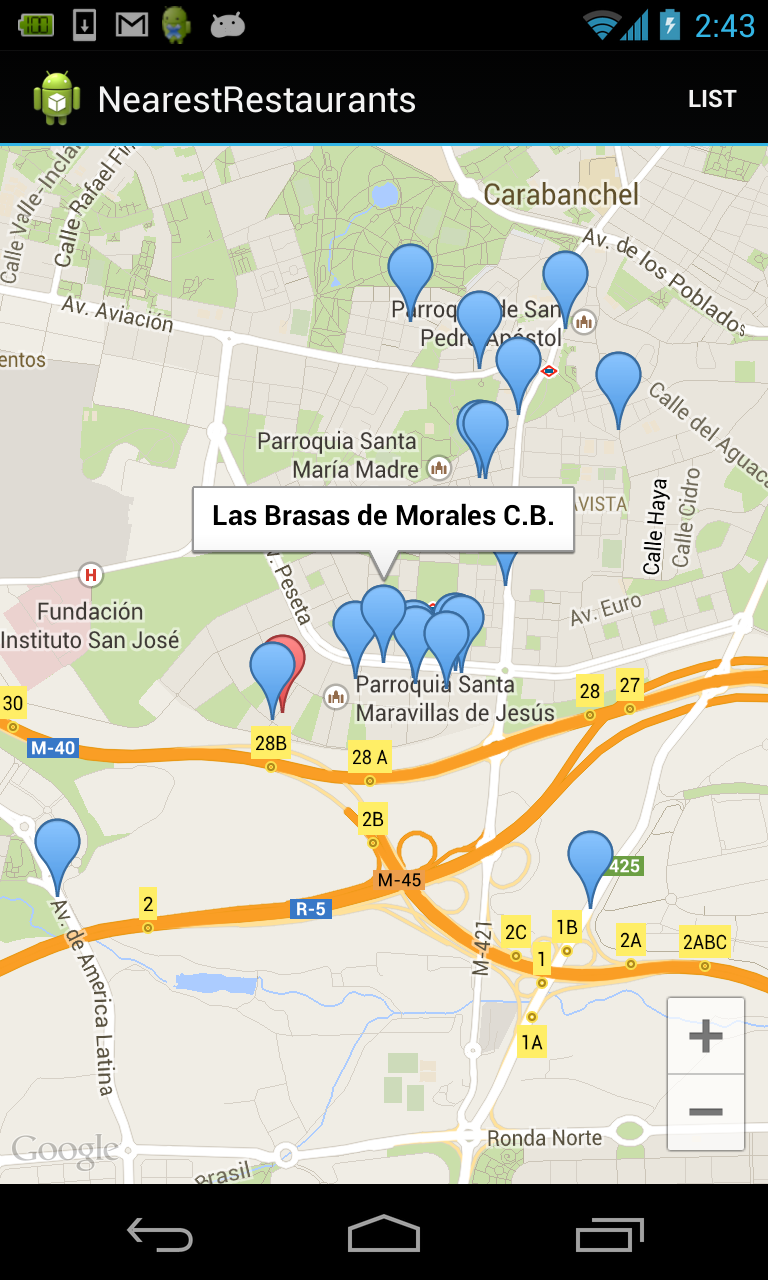 2:43
NearestRestaurants
LIST
Calle Valle-Inclán
Calle Rafael Fin
Carabanchel
Av. de los Poblados
Av. Aviación
Parroquia de San
Pedro Apóstol
entos
Calle del Aguaca
Parroquia Santa
María Madre
Calle Haya
Calle Cidro
AVISTA
Las Brasas de Morales C.B.
Peseta
H
Fundación
Instituto San José
Av. Euro
Parroquia Santa
Maravillas de Jesús
28
27
30
M-40
28B
28 A
2B
M-45
425
2
R-5
Av. de America Latina
M-421
2C
1B
2A
2ABC
1
1A
Ronda Norte
Google
Brasil